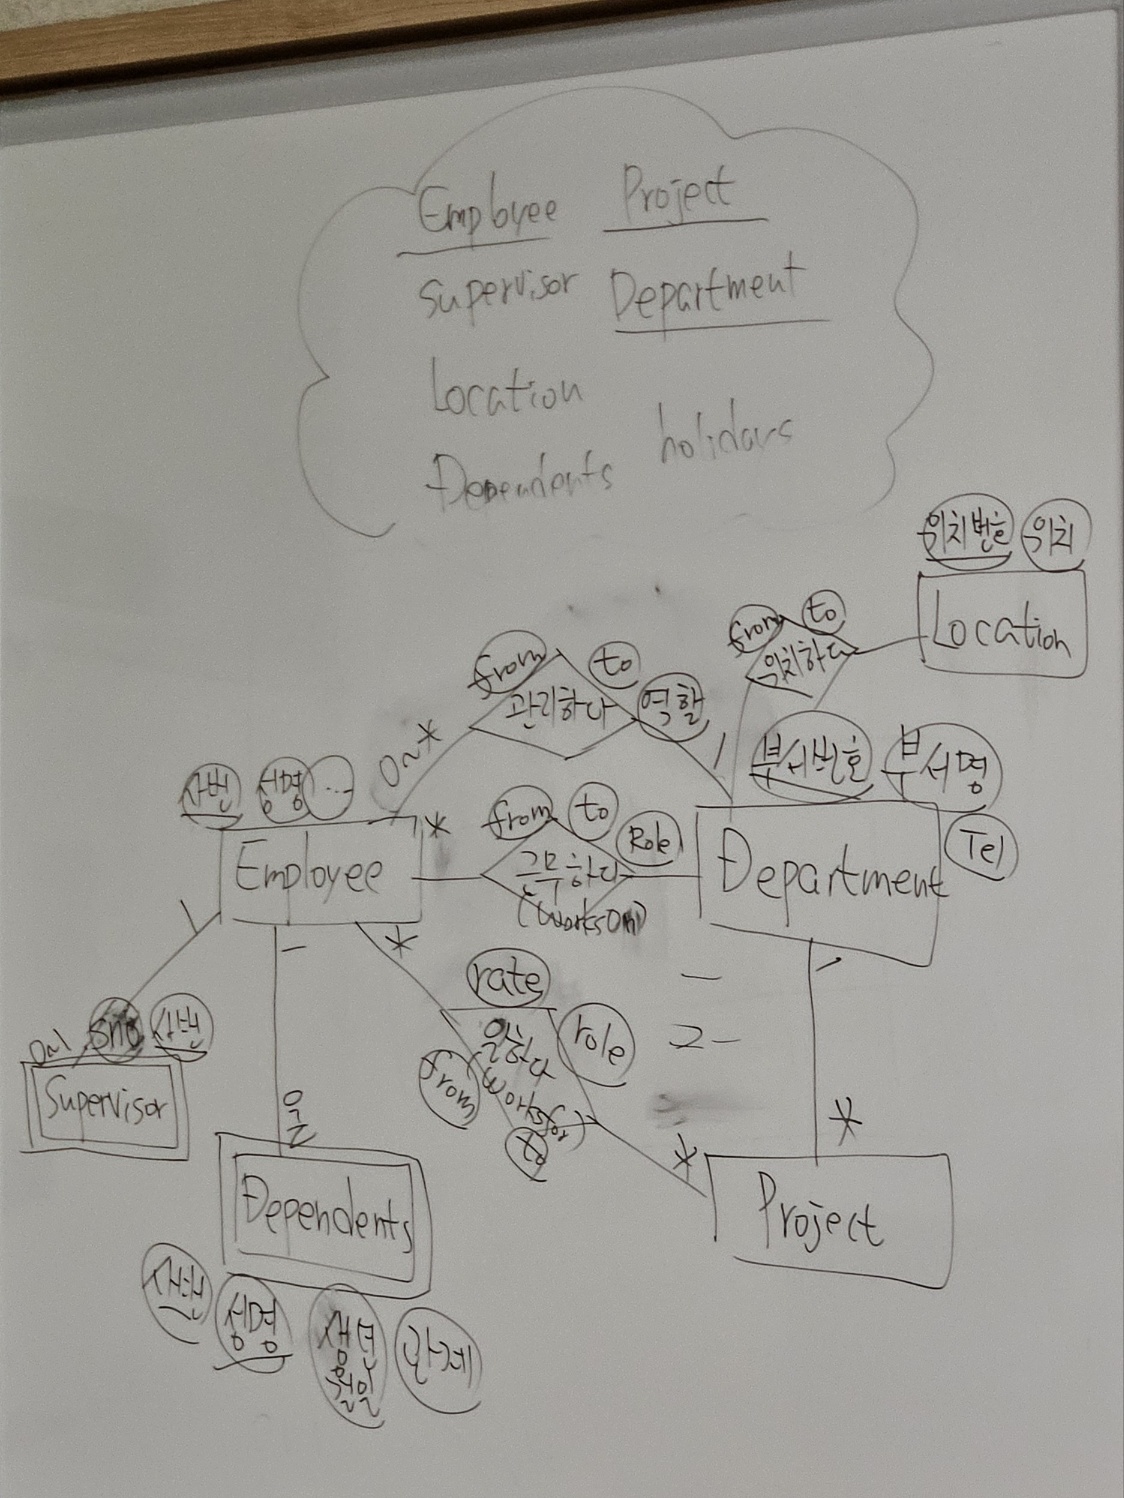 Employee Project
Supervisor Department
Location
Dependents holidays
위치번호 위치
Location
from to
위치하다
from to
관리하다 역할
0~* 1
부서번호 부서명
Tel
Department
사번 성명 ...
Employee
*
from to
Role
근무하다
(WorksOn)
1
0~1 sno 사번
Supervisor
1
0~N
Dependents
사번 성명 생년월일 관계
*
rate
role
일하다
(worksfor)
from
to
*
1
2-
*
Project